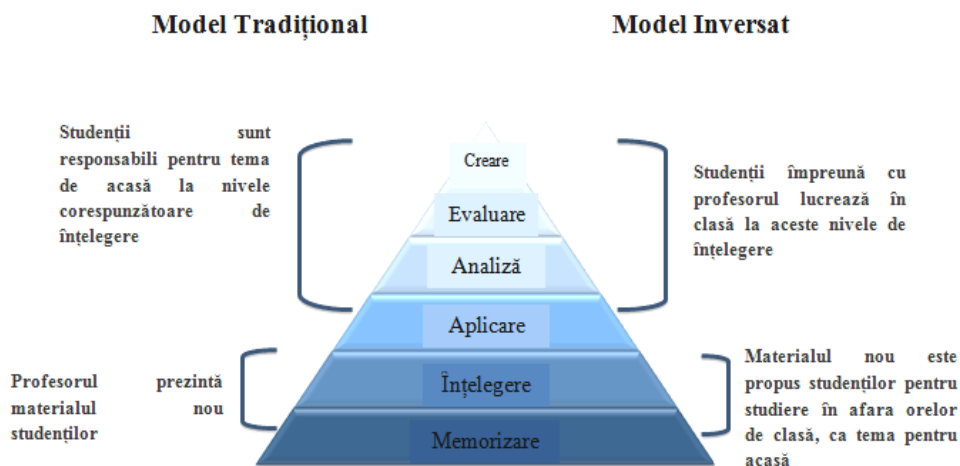 Model Tradițional
Model Inversat
Studenții sunt
responsabili pentru tema
de acasă la nivele
corespunzătoare de
înțelegere
Profesorul prezintă
materialul nou
studenților
Creare
Evaluare
Analiză
Aplicare
Înțelegere
Memorizare
Studenții împreună cu
profesorul lucrează în
clasă la aceste nivele de
înțelegere
Materialul nou este
propus studenților pentru
studiere în afara orelor
de clasă, ca tema pentru
acasă